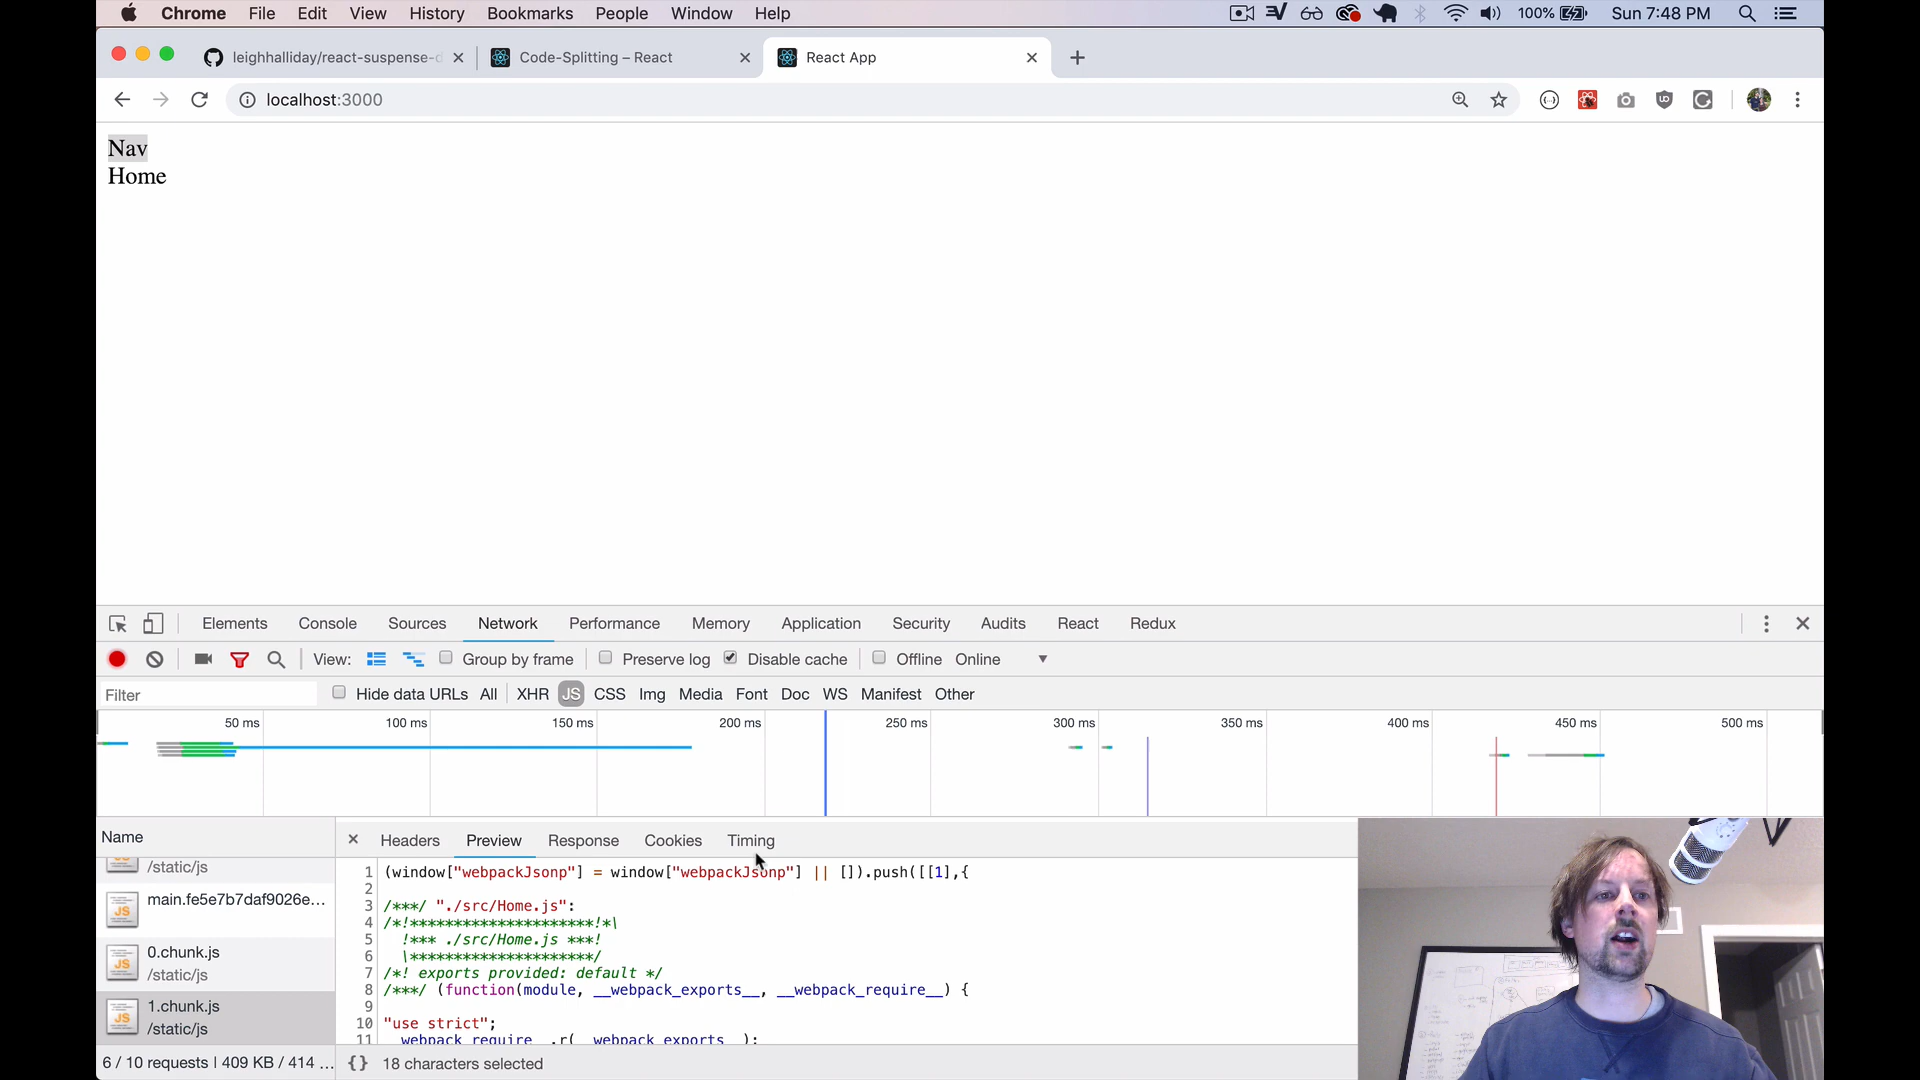 Chrome File Edit View History Bookmarks People Window Help 100% Sun 7:48 PM
leighhalliday/react-suspense-d Code-Splitting – React React App
localhost:3000
Nav
Home
Elements Console Sources Network Performance Memory Application Security Audits React Redux
View: Group by frame Preserve log Disable cache Offline Online
Filter Hide data URLs All XHR JS CSS Img Media Font Doc WS Manifest Other
50 ms 100 ms 150 ms 200 ms 250 ms 300 ms 350 ms 400 ms 450 ms 500 ms
Name Headers Preview Response Cookies Timing
/static/js
main.fe5e7b7daf9026e...
0.chunk.js
/static/js
1.chunk.js
/static/js
1 (window["webpackJsonp"] = window["webpackJsonp"] || []).push([[1],{
2
3 /***/ "./src/Home.js":
4 /*!*********************!*\
5 !*** ./src/Home.js ***!
6 \*********************/
7 /*! exports provided: default */
8 /***/ (function(module, __webpack_exports__, __webpack_require__) {
9
10 "use strict";
11 __webpack_require__.r(__webpack_exports__);
6 / 10 requests | 409 KB / 414 ... {} 18 characters selected